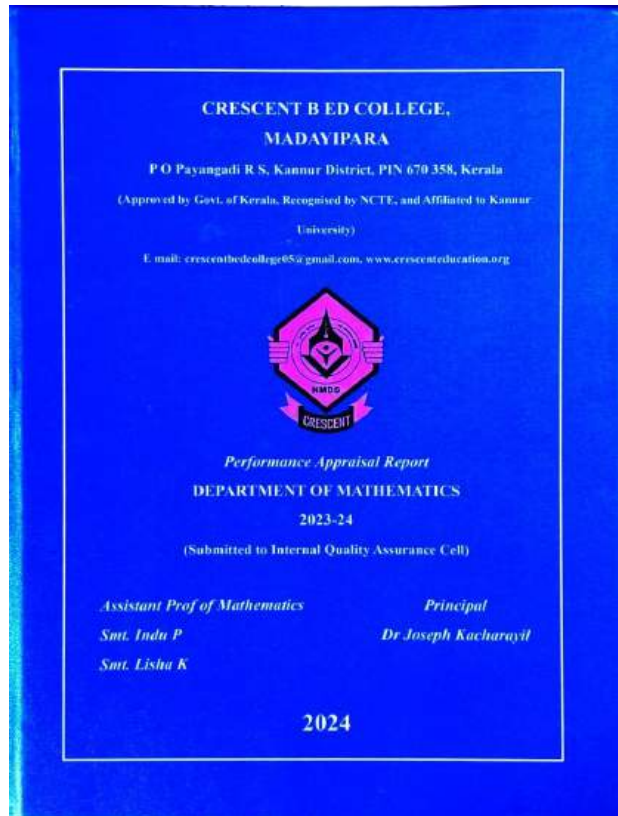 CRESCENT B ED COLLEGE,
MADAYIPARA
P O Payangadi R S, Kannur District, PIN 670 358, Kerala
(Approved by Govt. of Kerala, Recognised by NCTE, and Affiliated to Kannur
University)
E mail: crescentbedcollege05@gmail.com, www.crescenteducation.org
NMDC
CRESCENT
Performance Appraisal Report
DEPARTMENT OF MATHEMATICS
2023-24
(Submitted to Internal Quality Assurance Cell)
Assistant Prof of Mathematics Principal
Smt. Indu P Dr Joseph Kacharayil
Smt. Lisha K
2024